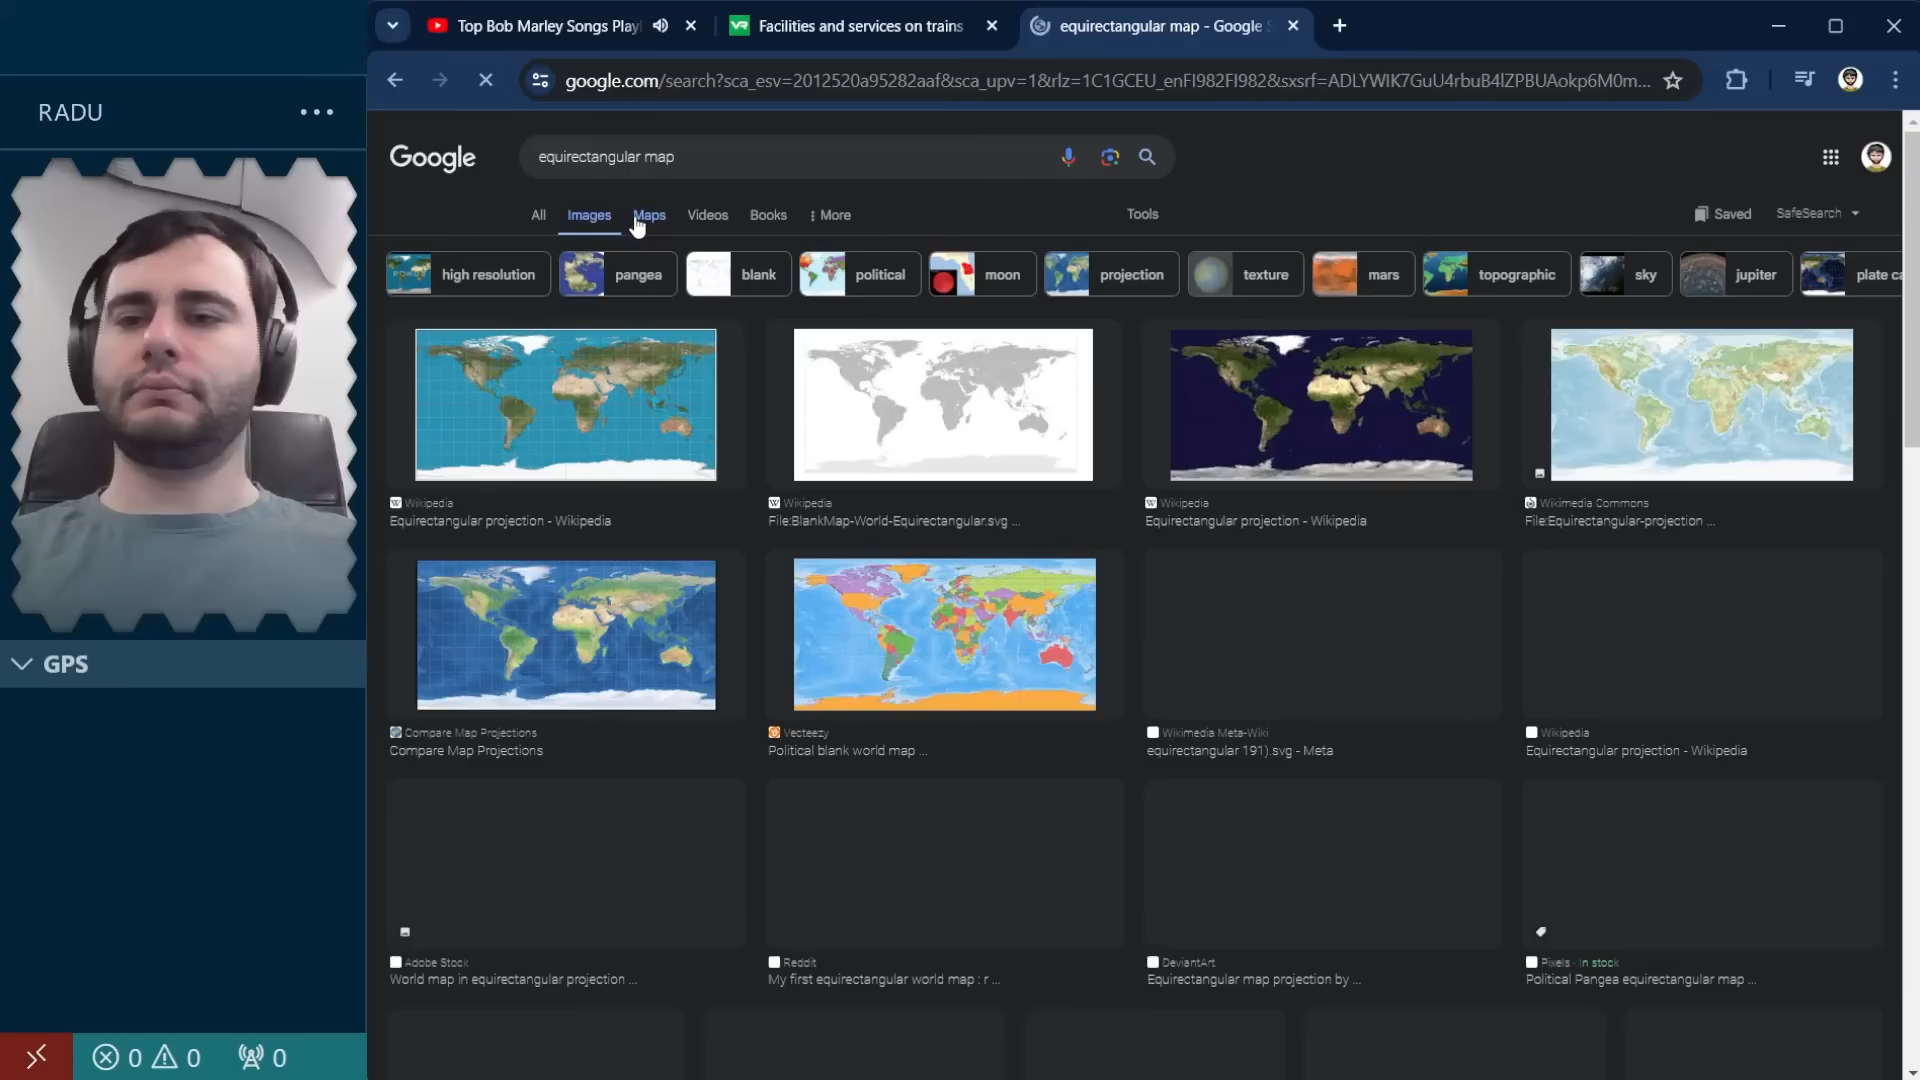 Top Bob Marley Songs Playl
Facilities and services on trains
equirectangular map - Google S
google.com/search?sca_esv=2012520a95282aaf&sca_upv=1&rlz=1C1GCEU_enFI982FI982&sxsrf=ADLYWIK7GuU4rbuB4lZPBUAokp6M0m...
RADU
Google
equirectangular map
All
Images
Maps
Videos
Books
More
Tools
Saved
SafeSearch
high resolution
pangea
blank
political
moon
projection
texture
mars
topographic
sky
jupiter
plate ca
Wikipedia
Equirectangular projection - Wikipedia
Wikipedia
File:BlankMap-World-Equirectangular.svg ...
Wikipedia
Equirectangular projection - Wikipedia
Wikimedia Commons
File:Equirectangular-projection ...
GPS
Compare Map Projections
Compare Map Projections
Vecteezy
Political blank world map ...
Wikimedia Meta-Wiki
equirectangular 191).svg - Meta
Wikipedia
Equirectangular projection - Wikipedia
Adobe Stock
World map in equirectangular projection ...
Reddit
My first equirectangular world map : r ...
DeviantArt
Equirectangular map projection by ...
Pixels · In stock
Political Pangea equirectangular map ...
0 0 0